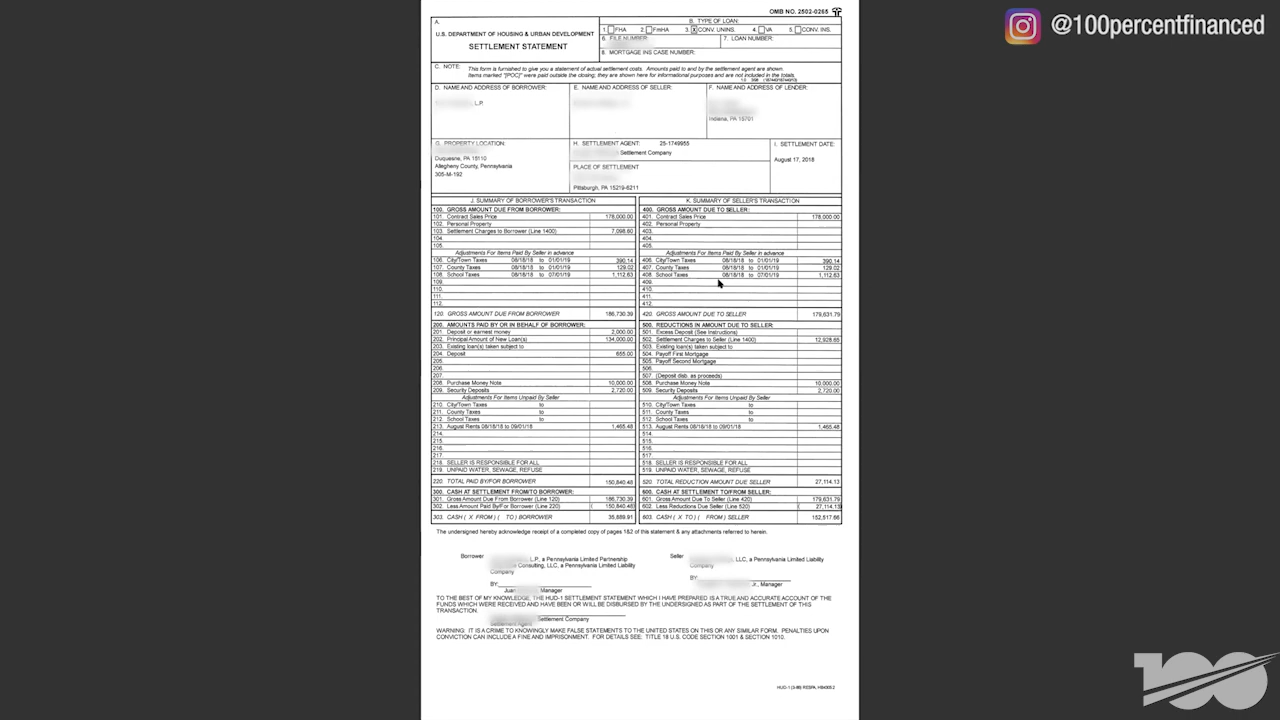 @100percentfinanced
OMB NO. 2502-0265
A.
B. TYPE OF LOAN:
U.S. DEPARTMENT OF HOUSING & URBAN DEVELOPMENT
SETTLEMENT STATEMENT
1. FHA 2. FmHA 3. X CONV. UNINS. 4. VA 5. CONV. INS.
6. FILE NUMBER: 7. LOAN NUMBER:
8. MORTGAGE INS CASE NUMBER:
C. NOTE: This form is furnished to give you a statement of actual settlement costs. Amounts paid to and by the settlement agent are shown.
Items marked "[POC]" were paid outside the closing; they are shown here for informational purposes and are not included in the totals.
D. NAME AND ADDRESS OF BORROWER: E. NAME AND ADDRESS OF SELLER: F. NAME AND ADDRESS OF LENDER:
L.P.
Indiana, PA 15701
G. PROPERTY LOCATION: H. SETTLEMENT AGENT: 25-1749955 I. SETTLEMENT DATE:
Settlement Company
Duquesne, PA 15110
August 17, 2018
Allegheny County, Pennsylvania
PLACE OF SETTLEMENT
305-M-192
Pittsburgh, PA 15219-6211
J. SUMMARY OF BORROWER'S TRANSACTION
100. GROSS AMOUNT DUE FROM BORROWER:
101. Contract Sales Price 178,000.00
102. Personal Property
103. Settlement Charges to Borrower (Line 1400) 7,098.60
104.
105.
Adjustments For Items Paid By Seller in advance
106. City/Town Taxes 08/18/18 to 01/01/19 390.14
107. County Taxes 08/18/18 to 01/01/19 129.02
108. School Taxes 08/18/18 to 07/01/19 1,112.63
109.
110.
111.
112.
120. GROSS AMOUNT DUE FROM BORROWER 186,730.39
200. AMOUNTS PAID BY OR IN BEHALF OF BORROWER:
201. Deposit or earnest money 2,000.00
202. Principal Amount of New Loan(s) 134,000.00
203. Existing loan(s) taken subject to
204. Deposit 655.00
205.
206.
207.
208. Purchase Money Note 10,000.00
209. Security Deposits 2,720.00
Adjustments For Items Unpaid By Seller
210. City/Town Taxes to
211. County Taxes to
212. School Taxes to
213. August Rents 08/18/18 to 09/01/18 1,465.48
214.
215.
216.
217.
218. SELLER IS RESPONSIBLE FOR ALL
219. UNPAID WATER, SEWAGE, REFUSE
220. TOTAL PAID BY/FOR BORROWER 150,840.48
300. CASH AT SETTLEMENT FROM/TO BORROWER:
301. Gross Amount Due From Borrower (Line 120) 186,730.39
302. Less Amount Paid By/For Borrower (Line 220) ( 150,840.48)
303. CASH ( X FROM ) ( TO ) BORROWER 35,889.91
K. SUMMARY OF SELLER'S TRANSACTION
400. GROSS AMOUNT DUE TO SELLER:
401. Contract Sales Price 178,000.00
402. Personal Property
403.
404.
405.
Adjustments For Items Paid By Seller in advance
406. City/Town Taxes 08/18/18 to 01/01/19 390.14
407. County Taxes 08/18/18 to 01/01/19 129.02
408. School Taxes 08/18/18 to 07/01/19 1,112.63
409.
410.
411.
412.
420. GROSS AMOUNT DUE TO SELLER 179,631.79
500. REDUCTIONS IN AMOUNT DUE TO SELLER:
501. Excess Deposit (See Instructions)
502. Settlement Charges to Seller (Line 1400) 12,928.65
503. Existing loan(s) taken subject to
504. Payoff First Mortgage
505. Payoff Second Mortgage
506.
507. (Deposit disb. as proceeds)
508. Purchase Money Note 10,000.00
509. Security Deposits 2,720.00
Adjustments For Items Unpaid By Seller
510. City/Town Taxes to
511. County Taxes to
512. School Taxes to
513. August Rents 08/18/18 to 09/01/18 1,465.48
514.
515.
516.
517.
518. SELLER IS RESPONSIBLE FOR ALL
519. UNPAID WATER, SEWAGE, REFUSE
520. TOTAL REDUCTION AMOUNT DUE SELLER 27,114.13
600. CASH AT SETTLEMENT TO/FROM SELLER:
601. Gross Amount Due To Seller (Line 420) 179,631.79
602. Less Reductions Due Seller (Line 520) ( 27,114.13)
603. CASH ( X TO ) ( FROM ) SELLER 152,517.66
The undersigned hereby acknowledge receipt of a completed copy of pages 1&2 of this statement & any attachments referred to herein.
Borrower L.P., a Pennsylvania Limited Partnership
Consulting, LLC, a Pennsylvania Limited Liability
Company
BY:
Juan Manager
Seller LLC, a Pennsylvania Limited Liability
Company
BY:
Jr., Manager
TO THE BEST OF MY KNOWLEDGE, THE HUD-1 SETTLEMENT STATEMENT WHICH I HAVE PREPARED IS A TRUE AND ACCURATE ACCOUNT OF THE
FUNDS WHICH WERE RECEIVED AND HAVE BEEN OR WILL BE DISBURSED BY THE UNDERSIGNED AS PART OF THE SETTLEMENT OF THIS
TRANSACTION.
Settlement Company
Settlement Agent
WARNING: IT IS A CRIME TO KNOWINGLY MAKE FALSE STATEMENTS TO THE UNITED STATES ON THIS OR ANY SIMILAR FORM. PENALTIES UPON
CONVICTION CAN INCLUDE A FINE AND IMPRISONMENT. FOR DETAILS SEE: TITLE 18 U.S. CODE SECTION 1001 & SECTION 1010.
HUD-1 (3-86) RESPA, HB4305.2
100